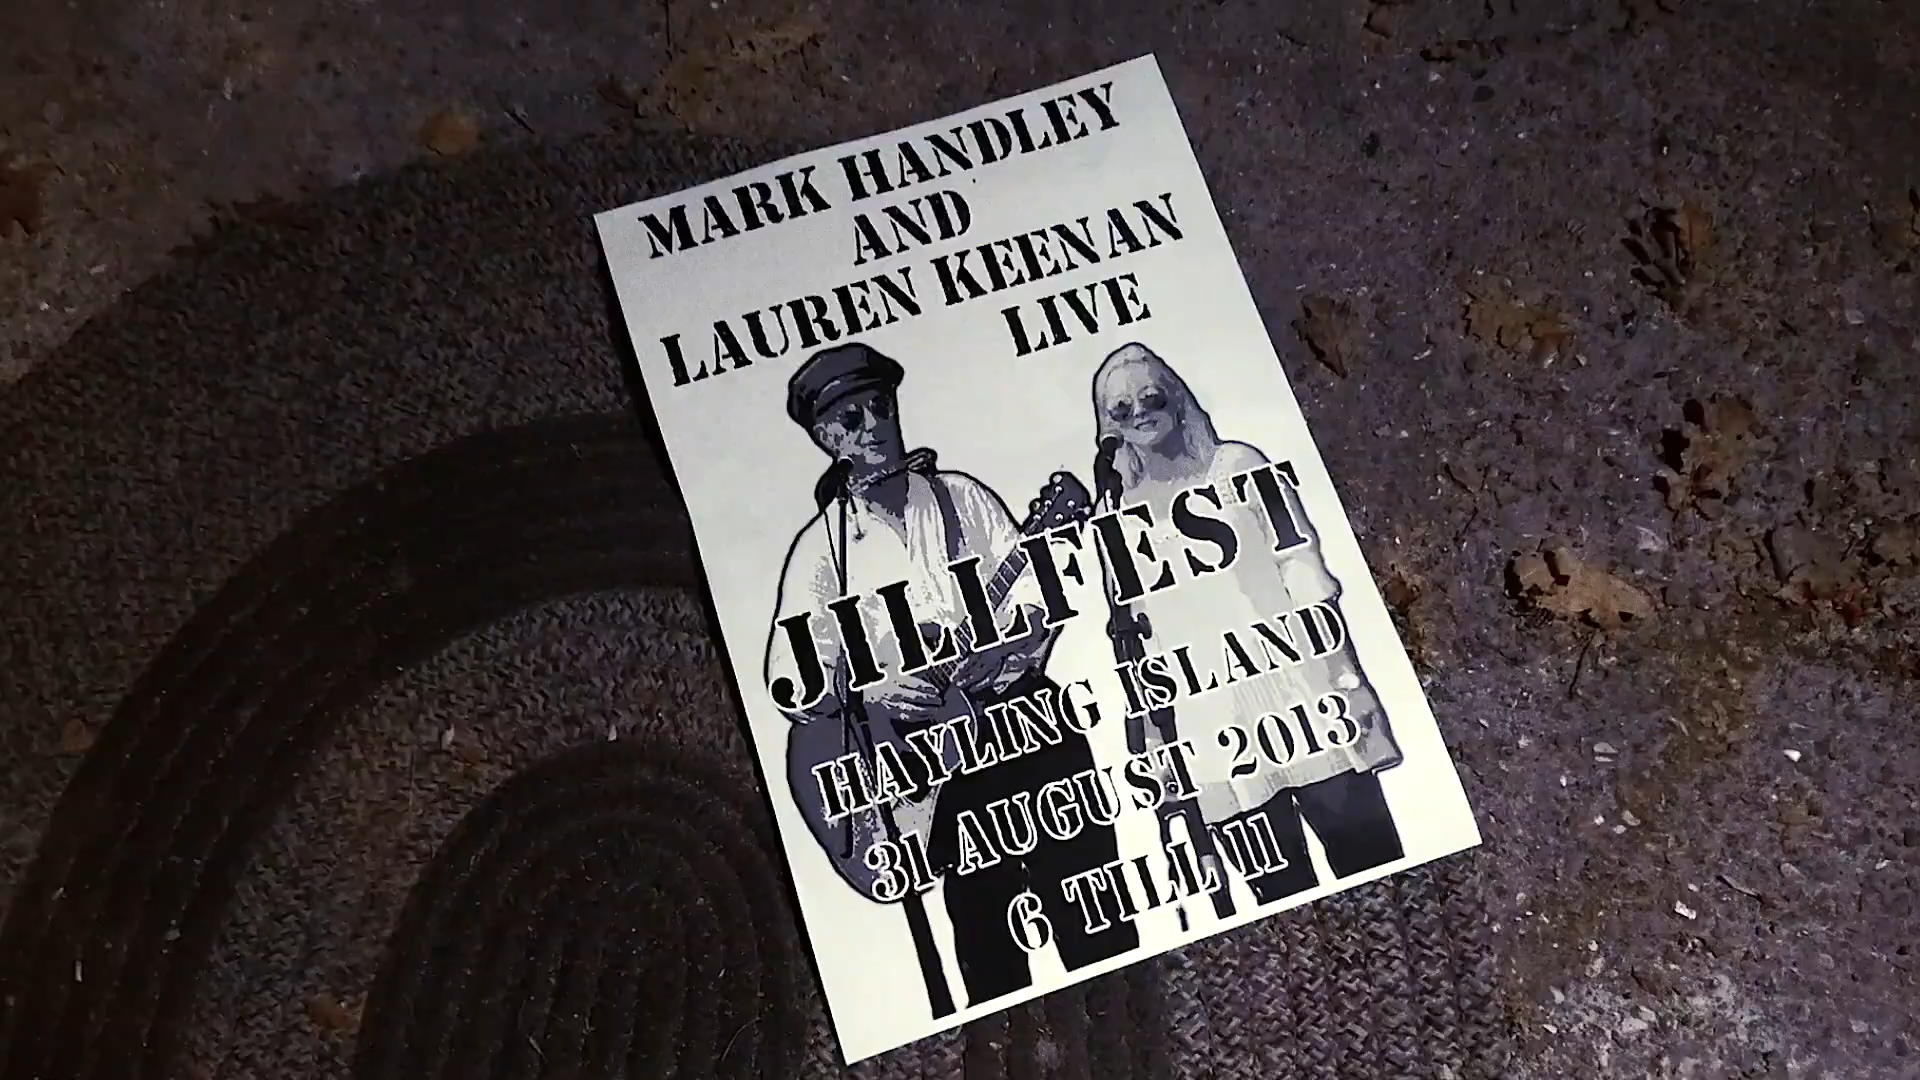 MARK HANDLEY
AND
LAUREN KEENAN
LIVE
JILLFEST
HAYLING ISLAND
31 AUGUST 2013
6 TILL 11